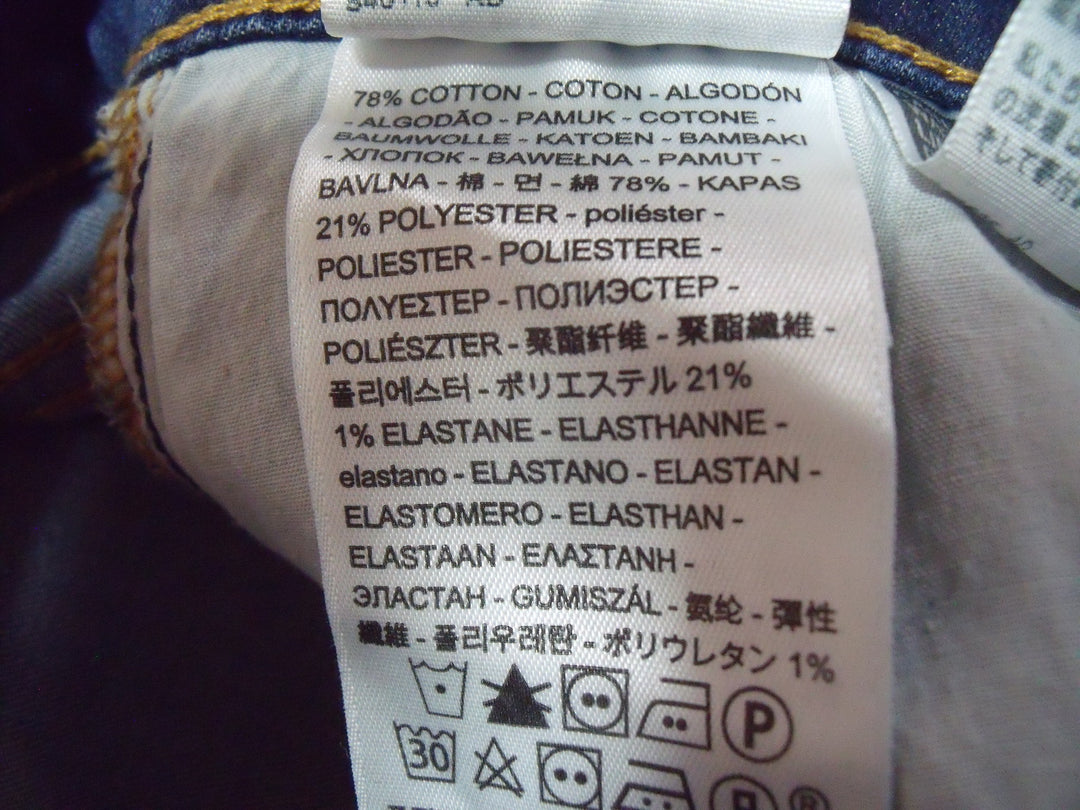 78% COTTON - COTON - ALGODÓN
- ALGODÃO - PAMUK - COTONE -
BAUMWOLLE - KATOEN - BAMBAKI
- ХЛОПОК - BAWEŁNA - PAMUT -
BAVLNA - 棉 - 면 - 綿 78% - KAPAS
21% POLYESTER - poliéster -
POLIESTER - POLIESTERE -
ΠΟΛΥΕΣΤΕΡ - ПОЛИЭСТЕР -
POLIÉSZTER - 聚酯纤维 - 聚酯纖維 -
폴리에스터 - ポリエステル 21%
1% ELASTANE - ELASTHANNE -
elastano - ELASTANO - ELASTAN -
ELASTOMERO - ELASTHAN -
ELASTAAN - ΕΛΑΣΤΑΝΗ -
ЭЛАСТАН - GUMISZÁL - 氨纶 - 彈性
纖維 - 폴리우레탄 - ポリウレタン 1%
P
30